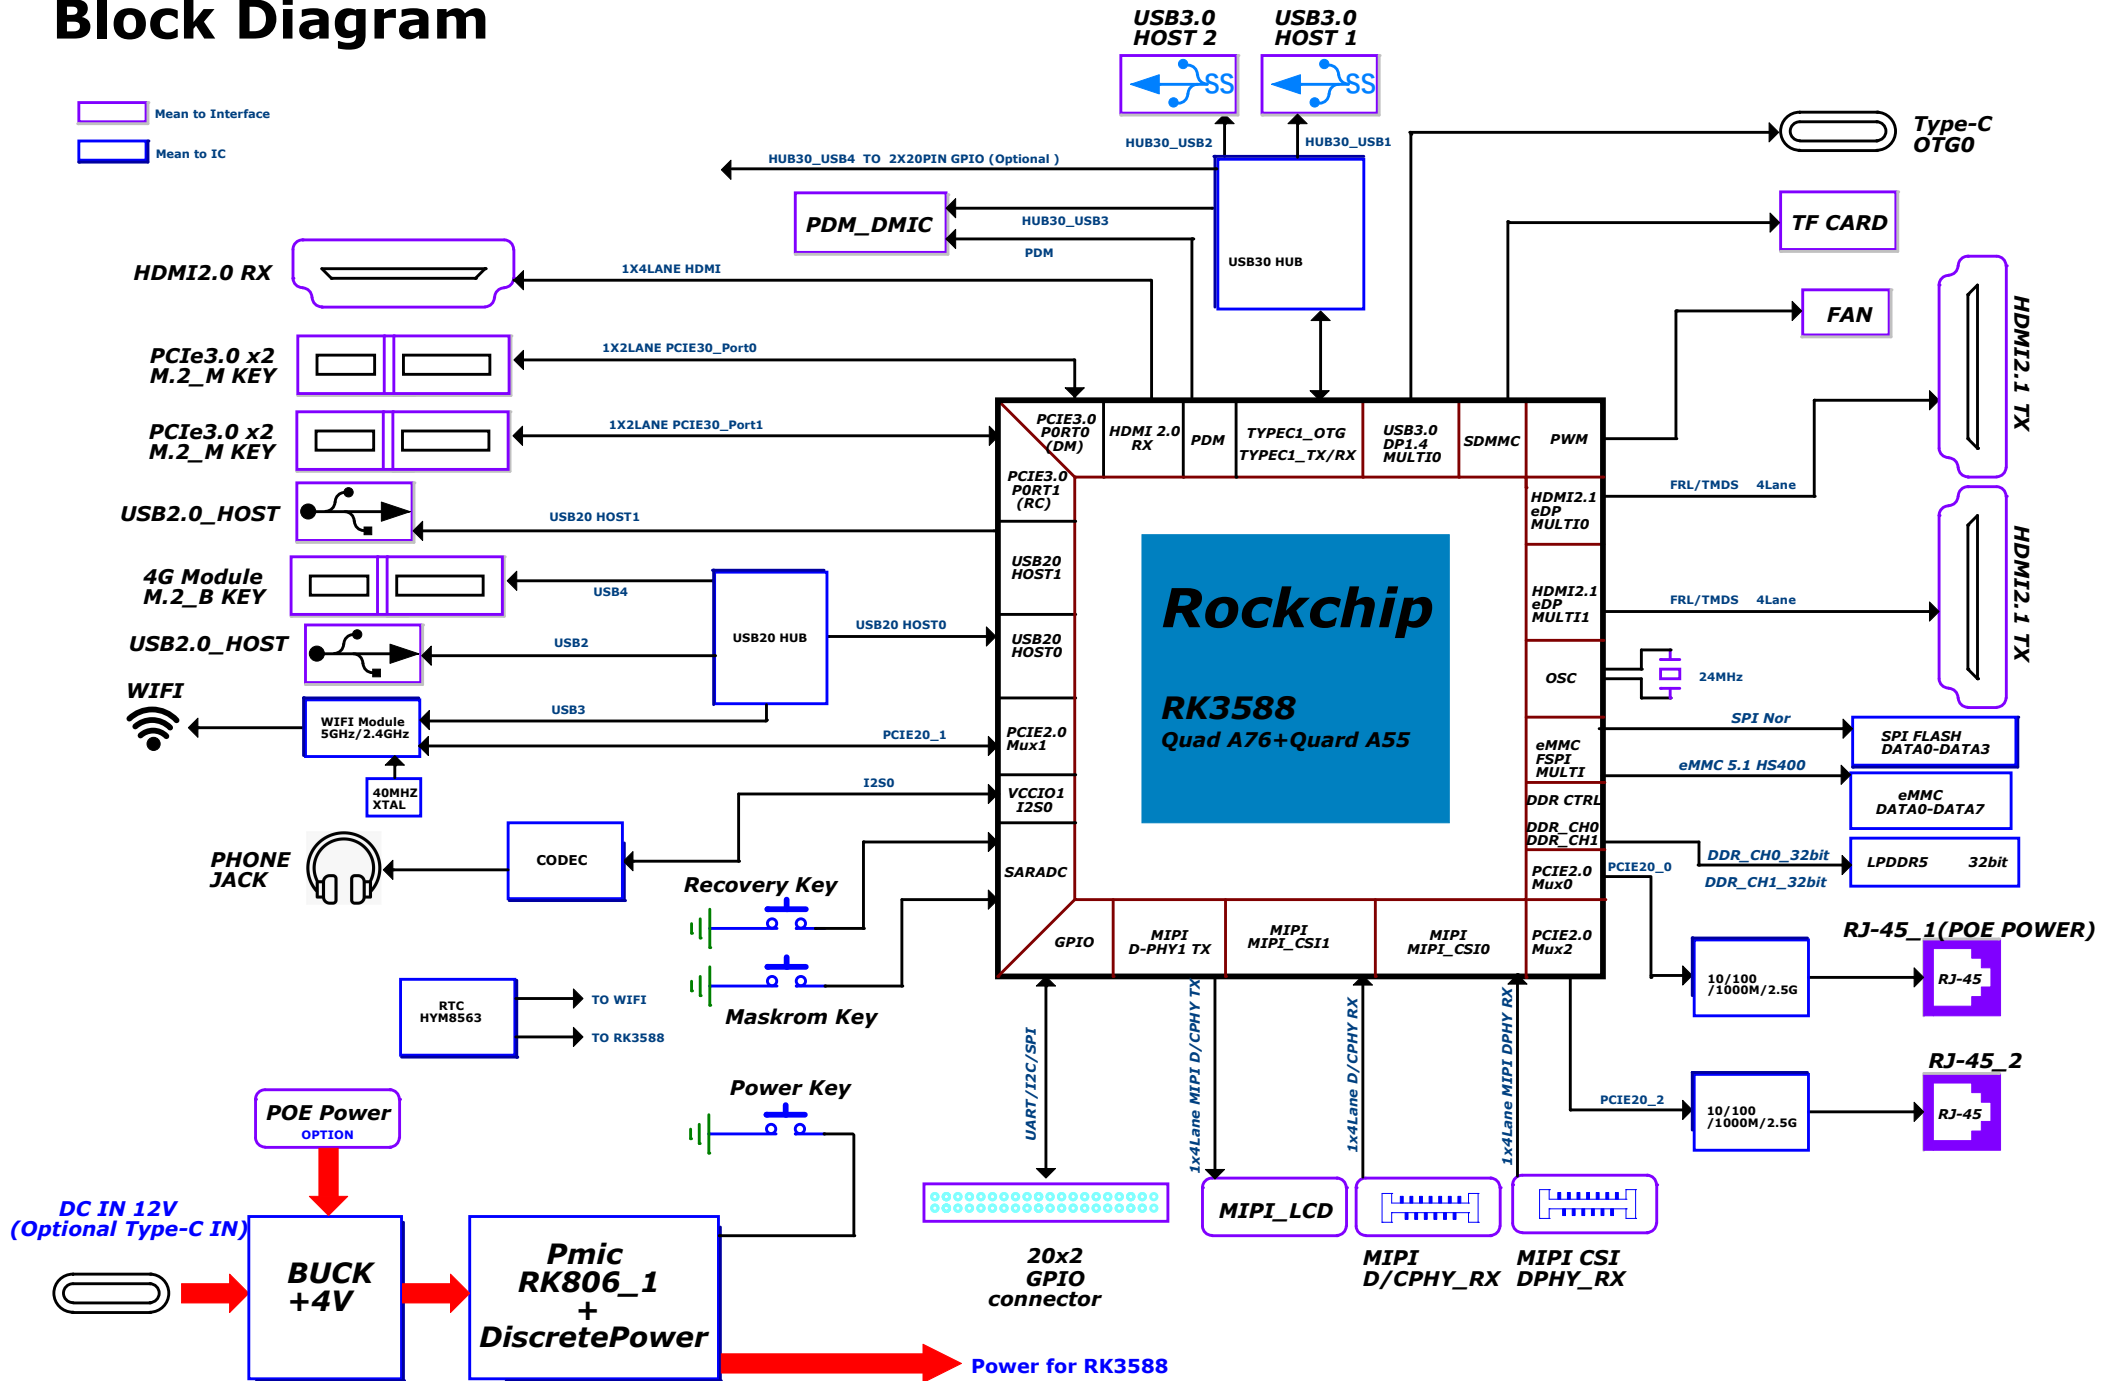 Block Diagram
Mean to Interface
Mean to IC
USB3.0
HOST 2
USB3.0
HOST 1
SS
SS
HUB30_USB2
HUB30_USB1
HUB30_USB4 TO 2X20PIN GPIO (Optional )
Type-C
OTG0
PDM_DMIC
HUB30_USB3
PDM
USB30 HUB
TF CARD
HDMI2.0 RX
1X4LANE HDMI
FAN
HDMI2.1 TX
PCIe3.0 x2
M.2_M KEY
1X2LANE PCIE30_Port0
PCIe3.0 x2
M.2_M KEY
1X2LANE PCIE30_Port1
PCIE3.0
P0RT0
(DM)
HDMI 2.0
RX
PDM
TYPEC1_OTG
TYPEC1_TX/RX
USB3.0
DP1.4
MULTI0
SDMMC
PWM
PCIE3.0
P0RT1
(RC)
HDMI2.1
eDP
MULTI0
FRL/TMDS 4Lane
USB2.0_HOST
USB20 HOST1
USB20
HOST1
4G Module
M.2_B KEY
USB4
USB20 HUB
USB20 HOST0
USB20
HOST0
HDMI2.1
eDP
MULTI1
FRL/TMDS 4Lane
HDMI2.1 TX
USB2.0_HOST
USB2
Rockchip
RK3588
Quad A76+Quard A55
OSC
24MHz
WIFI
WIFI Module
5GHz/2.4GHz
USB3
PCIE20_1
PCIE2.0
Mux1
40MHZ
XTAL
I2S0
VCCIO1
I2S0
eMMC
FSPI
MULTI
SPI Nor
SPI FLASH
DATA0-DATA3
eMMC 5.1 HS400
eMMC
DATA0-DATA7
DDR CTRL
DDR_CH0
DDR_CH1
DDR_CH0_32bit
DDR_CH1_32bit
LPDDR5 32bit
PHONE
JACK
CODEC
SARADC
PCIE2.0
Mux0
PCIE20_0
Recovery Key
Maskrom Key
GPIO
MIPI
D-PHY1 TX
MIPI
MIPI_CSI1
MIPI
MIPI_CSI0
PCIE2.0
Mux2
RJ-45_1(POE POWER)
10/100
/1000M/2.5G
RJ-45
RTC
HYM8563
TO WIFI
TO RK3588
UART/I2C/SPI
1x4Lane MIPI D/CPHY TX
1x4Lane D/CPHY RX
1x4Lane MIPI DPHY RX
RJ-45_2
PCIE20_2
10/100
/1000M/2.5G
RJ-45
POE Power
OPTION
Power Key
DC IN 12V
(Optional Type-C IN)
BUCK
+4V
Pmic
RK806_1
+
DiscretePower
Power for RK3588
20x2
GPIO
connector
MIPI_LCD
MIPI
D/CPHY_RX
MIPI CSI
DPHY_RX